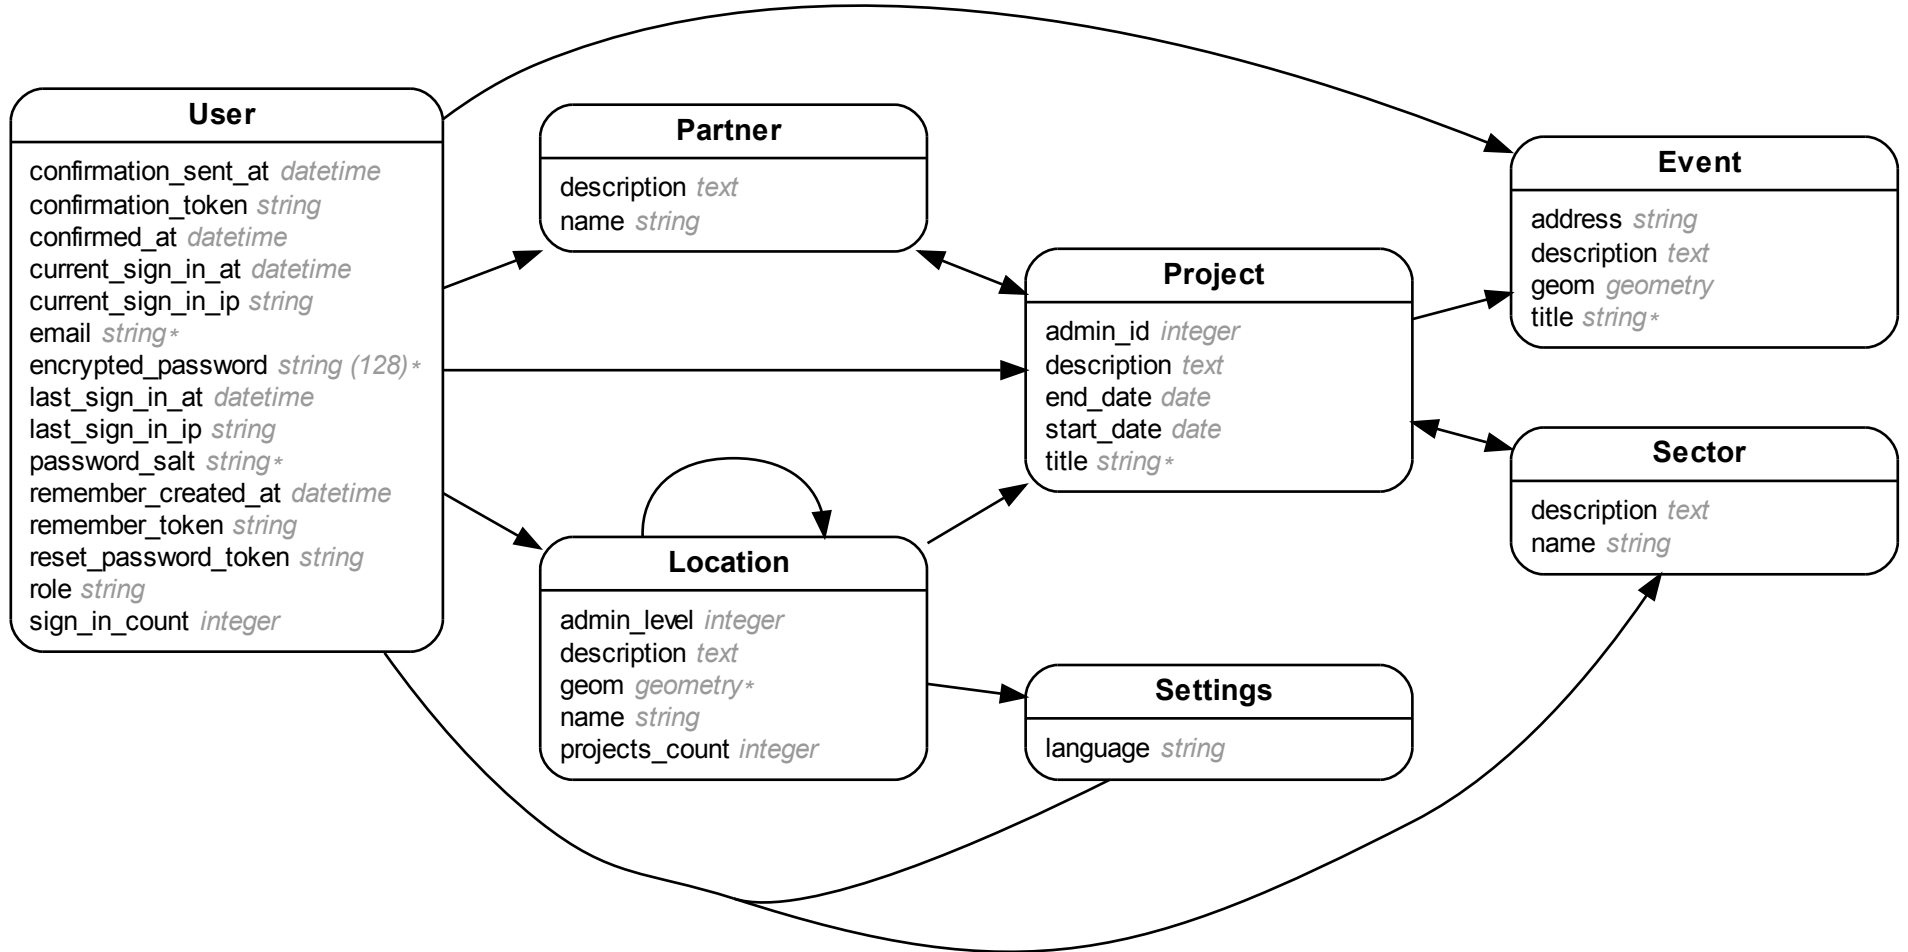 User
confirmation_sent_at datetime
confirmation_token string
confirmed_at datetime
current_sign_in_at datetime
current_sign_in_ip string
email string*
encrypted_password string (128)*
last_sign_in_at datetime
last_sign_in_ip string
password_salt string*
remember_created_at datetime
remember_token string
reset_password_token string
role string
sign_in_count integer
Partner
description text
name string
Location
admin_level integer
description text
geom geometry*
name string
projects_count integer
Project
admin_id integer
description text
end_date date
start_date date
title string*
Settings
language string
Event
address string
description text
geom geometry
title string*
Sector
description text
name string